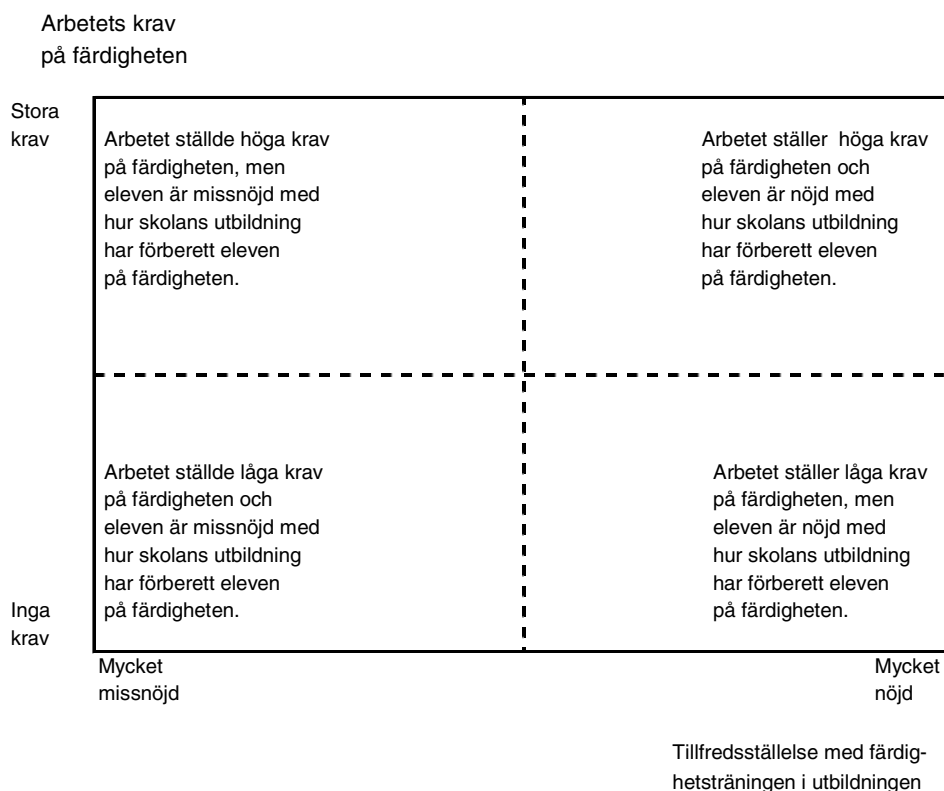 Arbetets krav
på färdigheten
Stora
krav
Arbetet ställde höga krav
på färdigheten, men
eleven är missnöjd med
hur skolans utbildning
har förberett eleven
på färdigheten.
Arbetet ställer höga krav
på färdigheten och
eleven är nöjd med
hur skolans utbildning
har förberett eleven
på färdigheten.
Arbetet ställde låga krav
på färdigheten och
eleven är missnöjd med
hur skolans utbildning
har förberett eleven
på färdigheten.
Arbetet ställer låga krav
på färdigheten, men
eleven är nöjd med
hur skolans utbildning
har förberett eleven
på färdigheten.
Inga
krav
Mycket
missnöjd
Mycket
nöjd
Tillfredsställelse med färdig-
hetsträningen i utbildningen